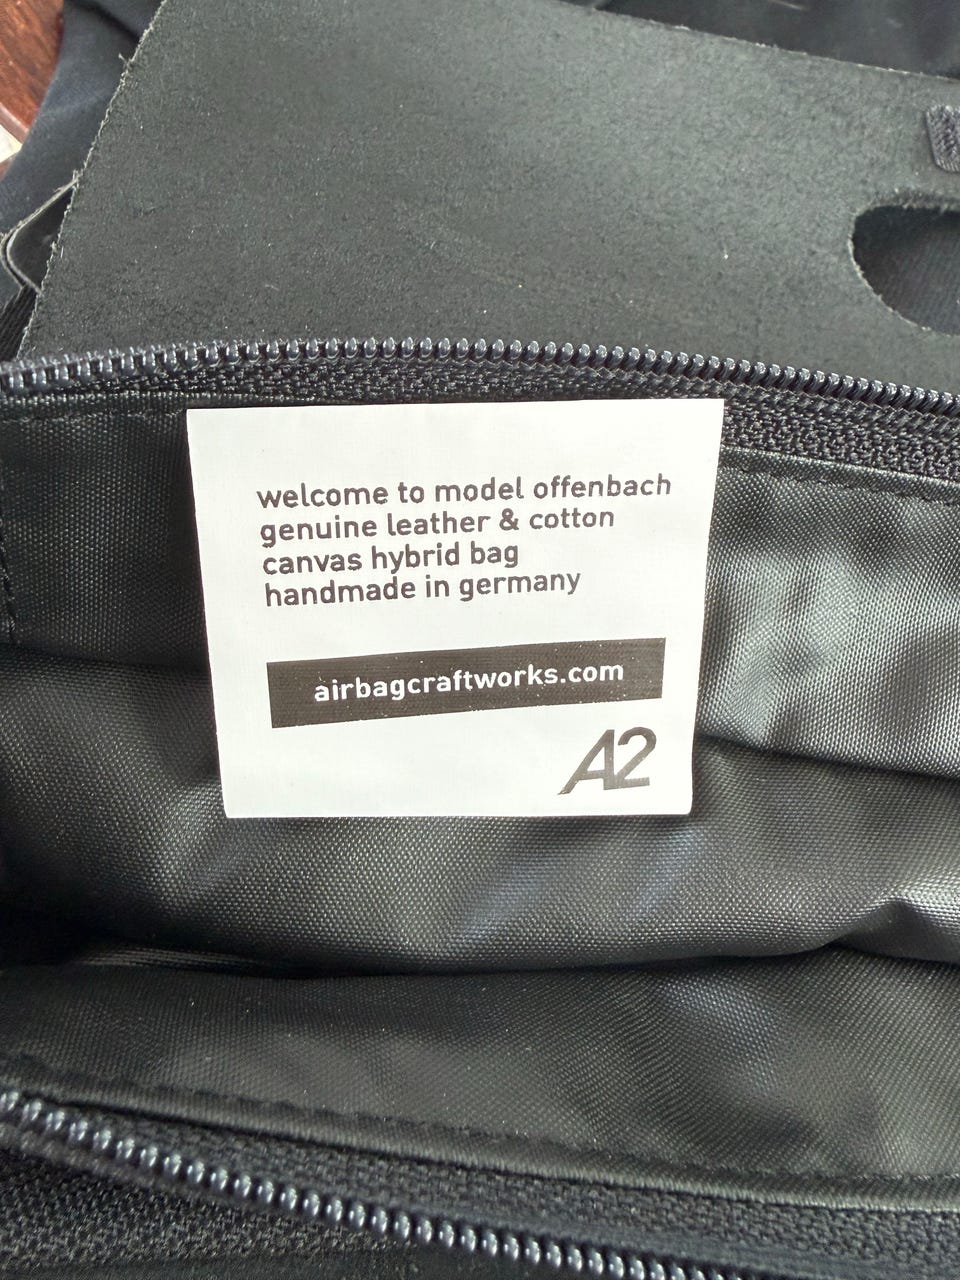 welcome to model offenbach
genuine leather & cotton
canvas hybrid bag
handmade in germany
airbagcraftworks.com
A2